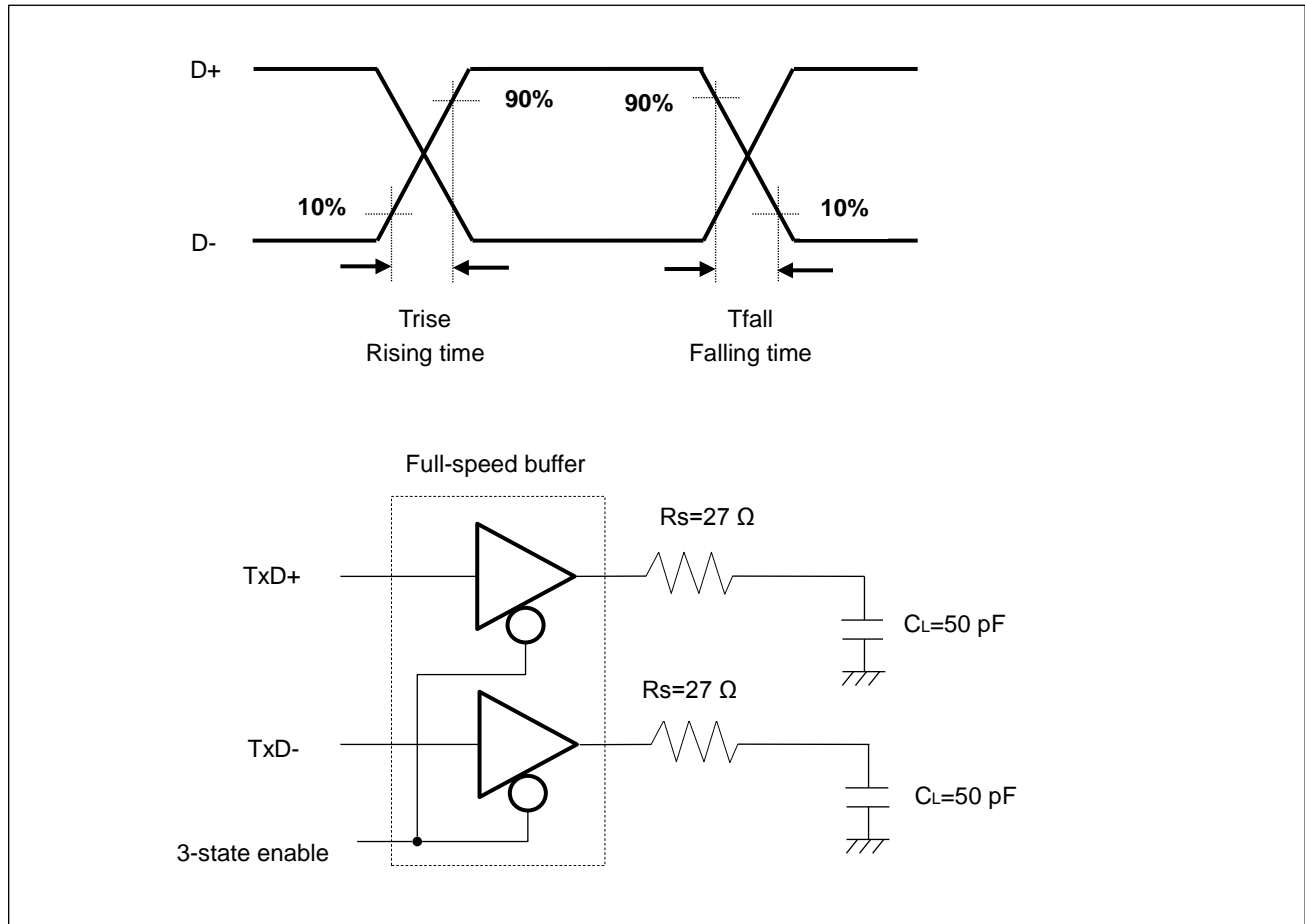 D+
90%
90%
10%
10%
D-
Trise
Rising time
Tfall
Falling time
Full-speed buffer
Rs=27 Ω
TxD+
CL=50 pF
Rs=27 Ω
TxD-
CL=50 pF
3-state enable